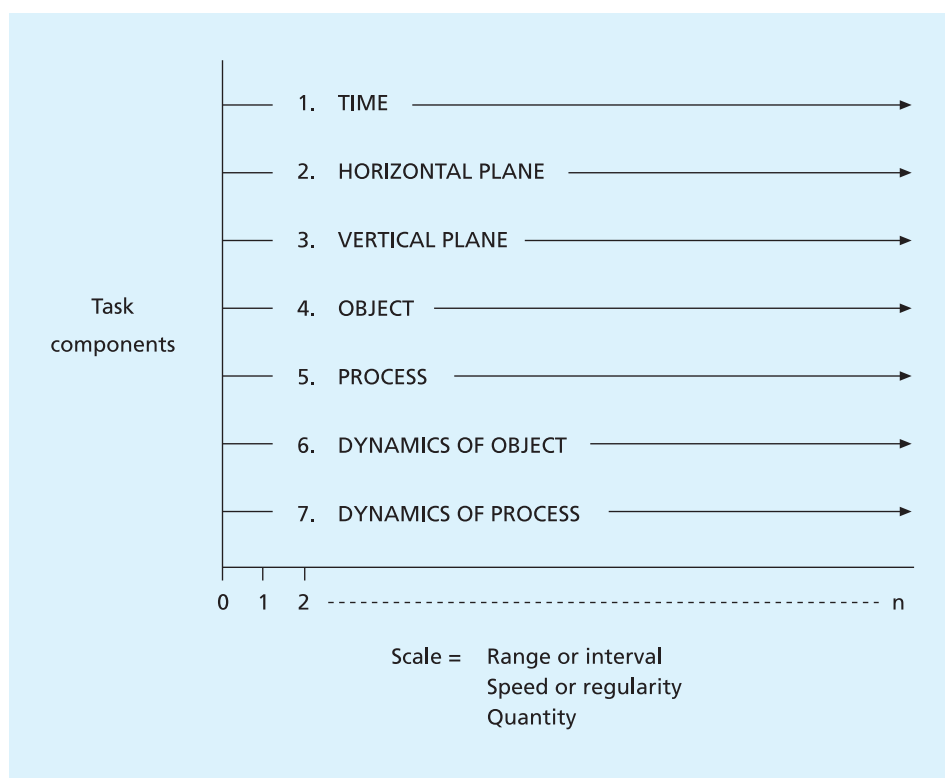 1. TIME
2. HORIZONTAL PLANE
3. VERTICAL PLANE
4. OBJECT
5. PROCESS
6. DYNAMICS OF OBJECT
7. DYNAMICS OF PROCESS
Task
components
0 1 2 n
Scale = Range or interval
Speed or regularity
Quantity